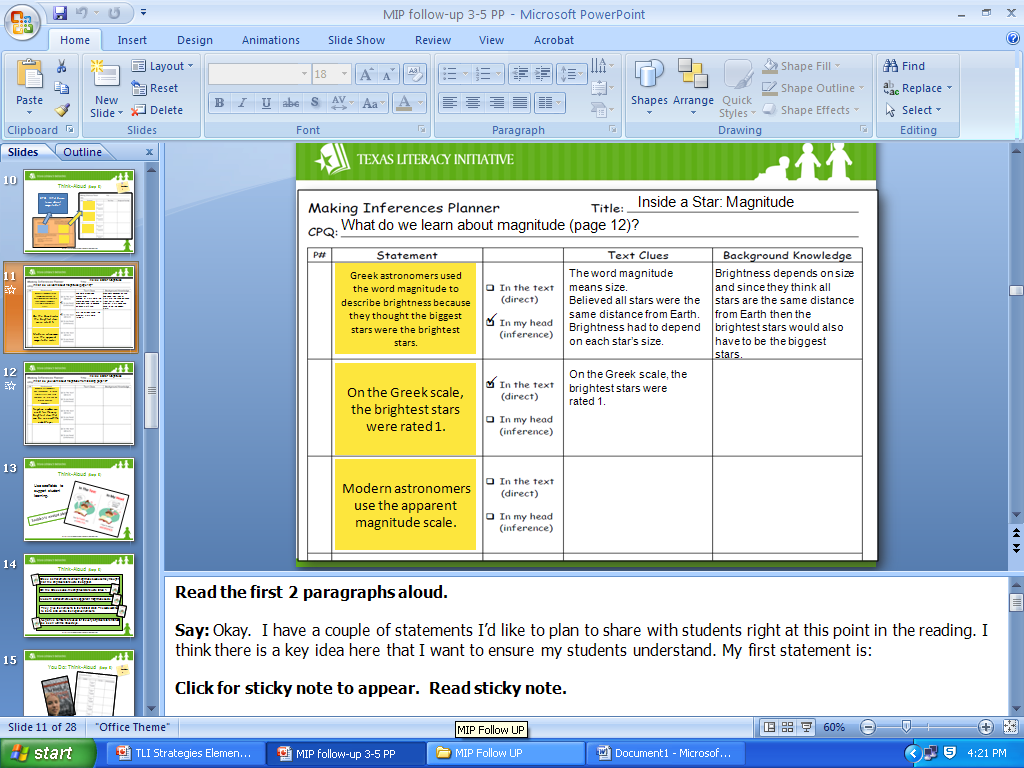 MIP follow-up 3-5 PP - Microsoft PowerPoint
Home Insert Design Animations Slide Show Review View Acrobat
Paste
Clipboard
New Slide
Layout
Reset
Delete
Slides
18
B I U abc S AV Aa A
Font
Paragraph
Shapes Arrange Quick Styles
Shape Fill
Shape Outline
Shape Effects
Drawing
Find
Replace
Select
Editing
Slides Outline x
10
11
12
13
14
15
TEXAS LITERACY INITIATIVE
Making Inferences Planner Title: Inside a Star: Magnitude
CPQ: What do we learn about magnitude (page 12)?
P# Statement Text Clues Background Knowledge
Greek astronomers used
the word magnitude to
describe brightness because
they thought the biggest
stars were the brightest
stars.
In the text
(direct)
In my head
(inference)
The word magnitude
means size.
Believed all stars were the
same distance from Earth.
Brightness had to depend
on each star's size.
Brightness depends on size
and since they think all
stars are the same distance
from Earth then the
brightest stars would also
have to be the biggest
stars.
On the Greek scale,
the brightest stars
were rated 1.
In the text
(direct)
In my head
(inference)
On the Greek scale, the
brightest stars were
rated 1.
Modern astronomers
use the apparent
magnitude scale.
In the text
(direct)
In my head
(inference)
Read the first 2 paragraphs aloud.
Say: Okay.  I have a couple of statements I'd like to plan to share with students right at this point in the reading. I
think there is a key idea here that I want to ensure my students understand. My first statement is:
Click for sticky note to appear.  Read sticky note.
Slide 11 of 28 "Office Theme" 60%
MIP Follow UP
start TLI Strategies Elemen... MIP follow-up 3-5 PP MIP Follow UP Document1 - Microsof... 4:21 PM